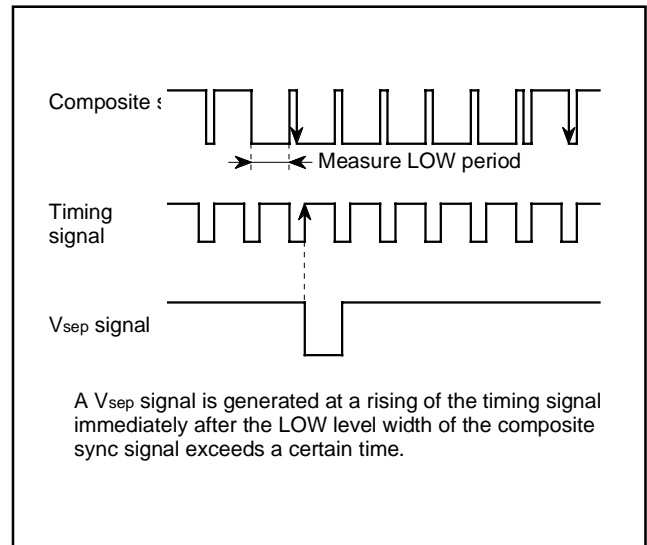 Composite s
Measure LOW period
Timing
signal
Vsep signal
A Vsep signal is generated at a rising of the timing signal
immediately after the LOW level width of the composite
sync signal exceeds a certain time.